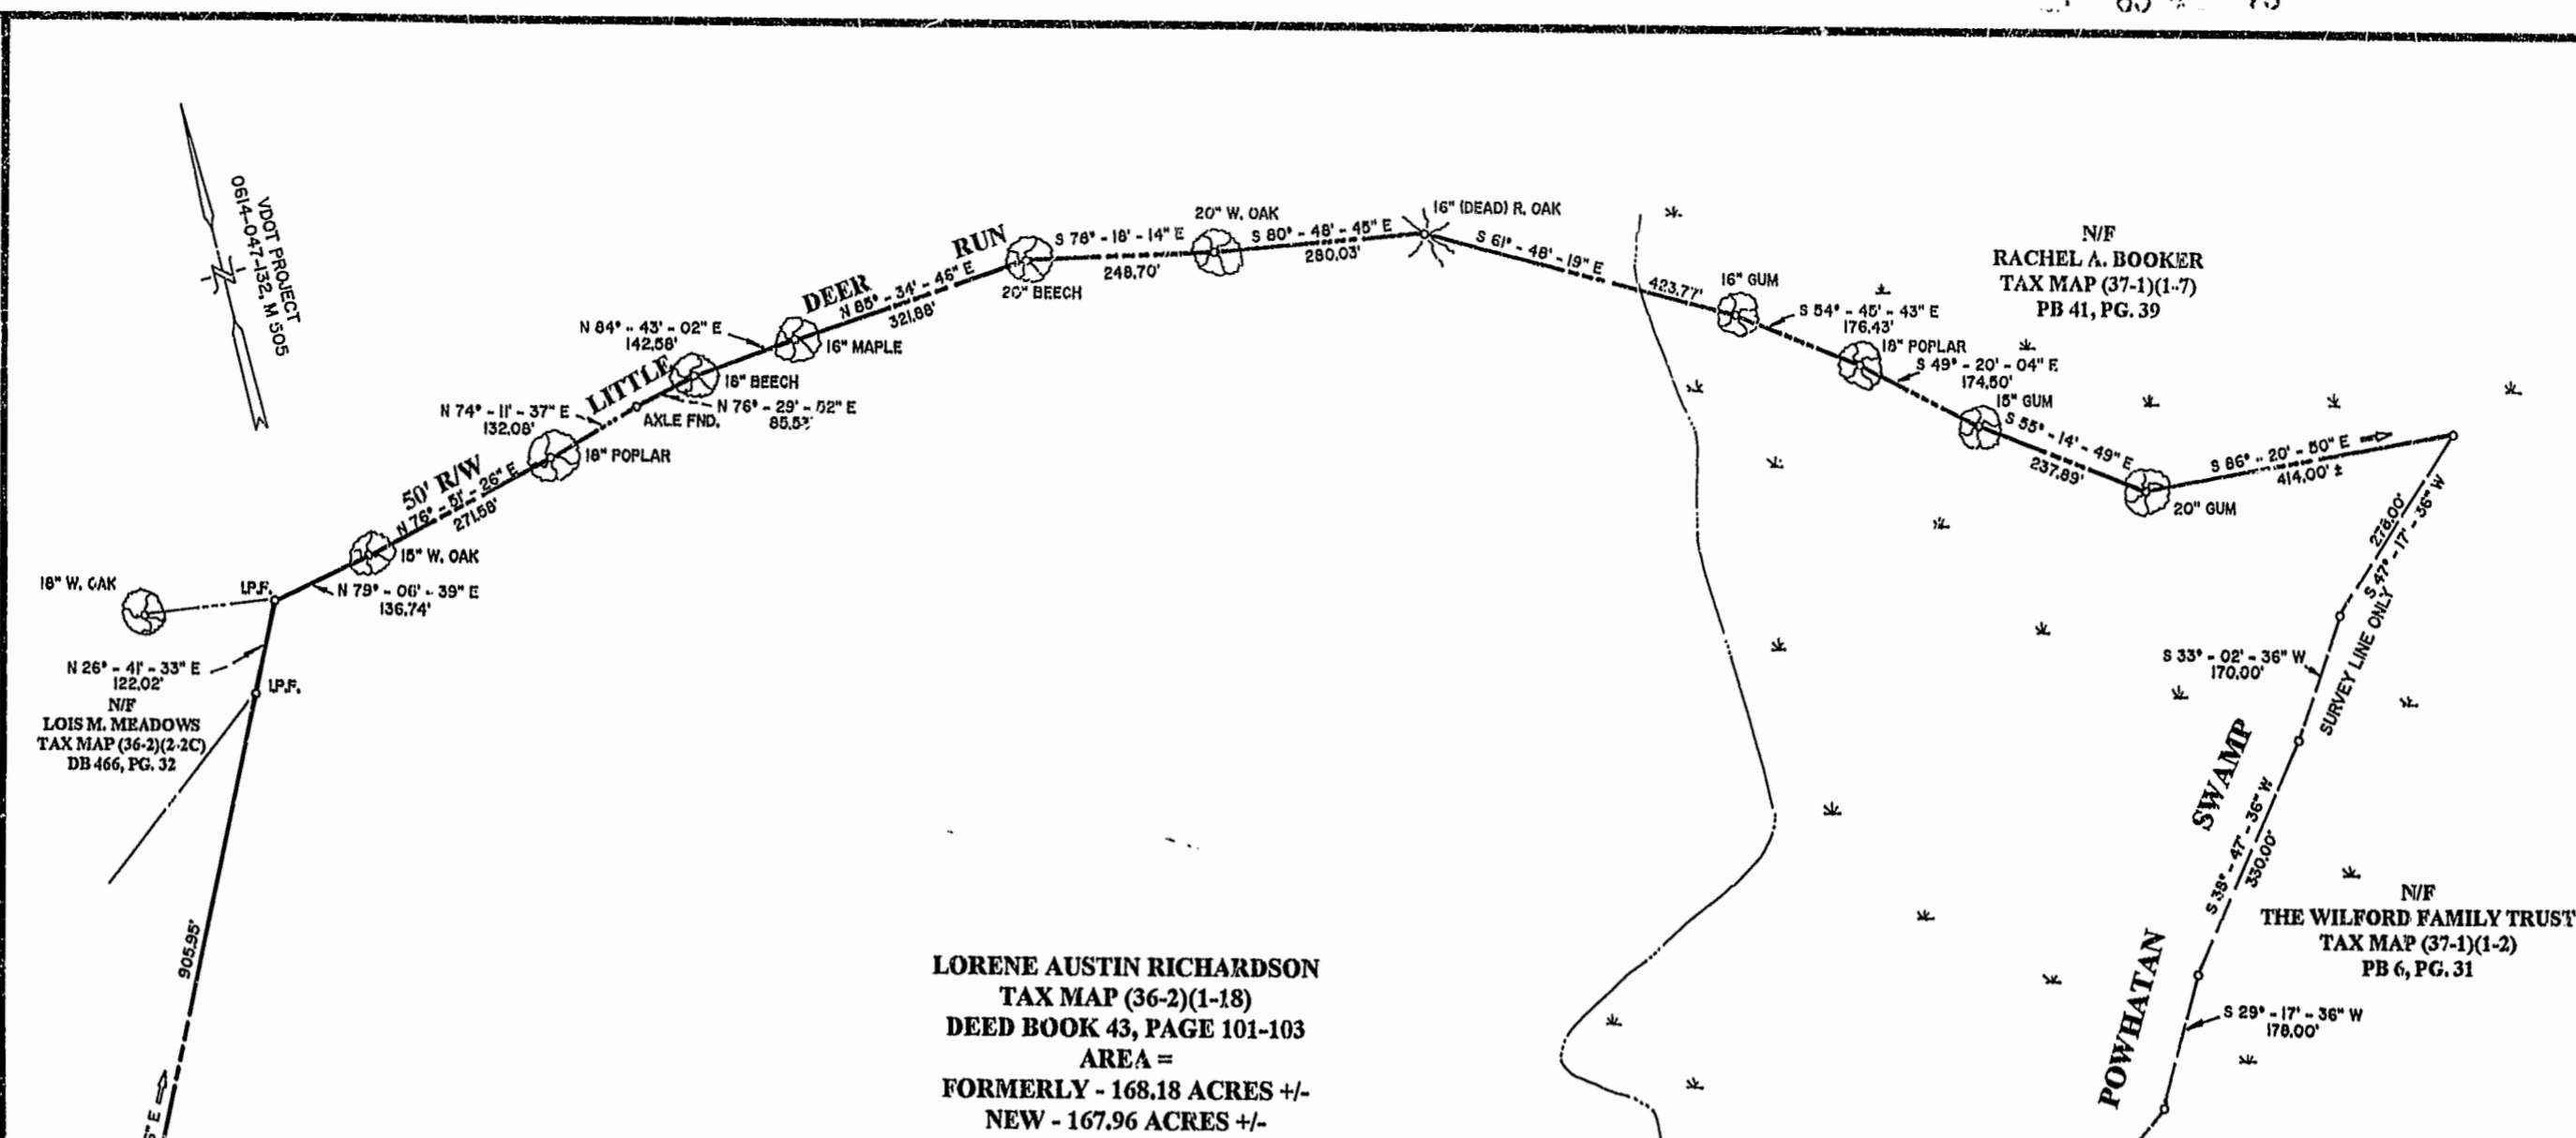 VDOT PROJECT
0614-047-132, M 505
18" W. OAK
I.P.F.
N 26° - 41' - 33" E
122.02'
I.P.F.
N/F
LOIS M. MEADOWS
TAX MAP (36-2)(2-2C)
DB 466, PG. 32
905.95'
N 79° - 06' - 39" E
136.74'
15" W. OAK
50' R/W
N 76° - 51' - 26" E
271.58'
18" POPLAR
N 74° - 11' - 37" E
132.08'
LITTLE
AXLE FND.
N 76° - 29' - 52" E
85.53'
18" BEECH
N 84° - 43' - 02" E
142.58'
16" MAPLE
DEER
N 85° - 34' - 46" E
321.88'
RUN
20" BEECH
S 78° - 18' - 14" E
248.70'
20" W. OAK
S 80° - 48' - 45" E
280.03'
16" (DEAD) R. OAK
S 61° - 48' - 19" E
423.77'
16" GUM
S 54° - 45' - 43" E
176.43'
18" POPLAR
S 49° - 20' - 04" E
174.50'
15" GUM
S 55° - 14' - 49" E
237.89'
20" GUM
S 86° - 20' - 50" E
414.00' ±
N/F
RACHEL A. BOOKER
TAX MAP (37-1)(1-7)
PB 41, PG. 39
278.00'
S 47° - 17' - 36" W
SURVEY LINE ONLY
S 33° - 02' - 36" W
170.00'
SWAMP
S 38° - 47' - 36" W
330.00'
N/F
THE WILFORD FAMILY TRUST
TAX MAP (37-1)(1-2)
PB 6, PG. 31
POWHATAN
S 29° - 17' - 36" W
178.00'
LORENE AUSTIN RICHARDSON
TAX MAP (36-2)(1-18)
DEED BOOK 43, PAGE 101-103
AREA =
FORMERLY - 168.18 ACRES +/-
NEW - 167.96 ACRES +/-